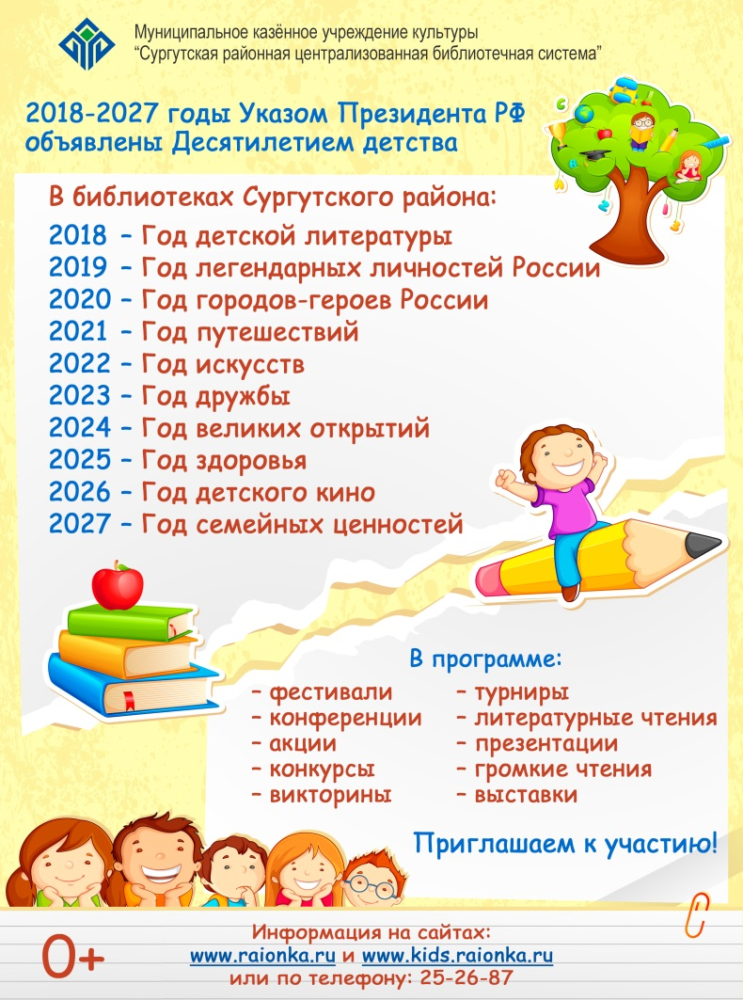 Муниципальное казённое учреждение культуры
“Сургутская районная централизованная библиотечная система”
2018-2027 годы Указом Президента РФ
объявлены Десятилетием детства
В библиотеках Сургутского района:
2018 – Год детской литературы
2019 – Год легендарных личностей России
2020 – Год городов-героев России
2021 – Год путешествий
2022 – Год искусств
2023 – Год дружбы
2024 – Год великих открытий
2025 – Год здоровья
2026 – Год детского кино
2027 – Год семейных ценностей
В программе:
– фестивали
– конференции
– акции
– конкурсы
– викторины
– турниры
– литературные чтения
– презентации
– громкие чтения
– выставки
Приглашаем к участию!
0+
Информация на сайтах:
www.raionka.ru и www.kids.raionka.ru
или по телефону: 25-26-87